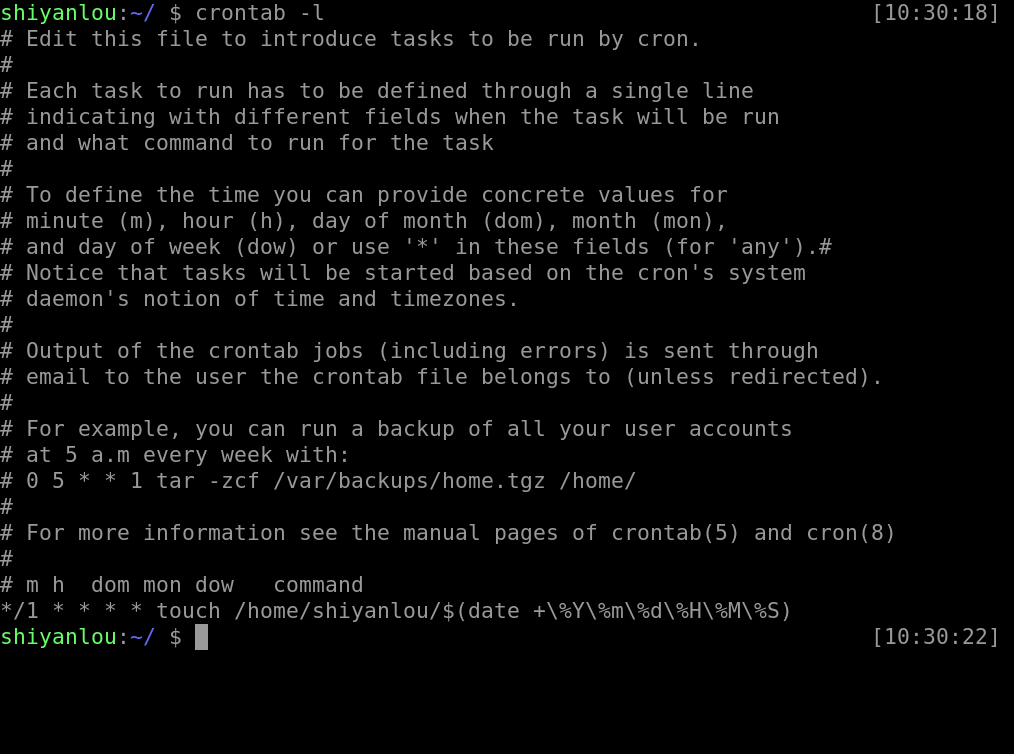 shiyanlou:~/ $ crontab -l [10:30:18]
# Edit this file to introduce tasks to be run by cron.
#
# Each task to run has to be defined through a single line
# indicating with different fields when the task will be run
# and what command to run for the task
#
# To define the time you can provide concrete values for
# minute (m), hour (h), day of month (dom), month (mon),
# and day of week (dow) or use '*' in these fields (for 'any').#
# Notice that tasks will be started based on the cron's system
# daemon's notion of time and timezones.
#
# Output of the crontab jobs (including errors) is sent through
# email to the user the crontab file belongs to (unless redirected).
#
# For example, you can run a backup of all your user accounts
# at 5 a.m every week with:
# 0 5 * * 1 tar -zcf /var/backups/home.tgz /home/
#
# For more information see the manual pages of crontab(5) and cron(8)
#
# m h  dom mon dow   command
*/1 * * * * touch /home/shiyanlou/$(date +\%Y\%m\%d\%H\%M\%S)
shiyanlou:~/ $ [10:30:22]